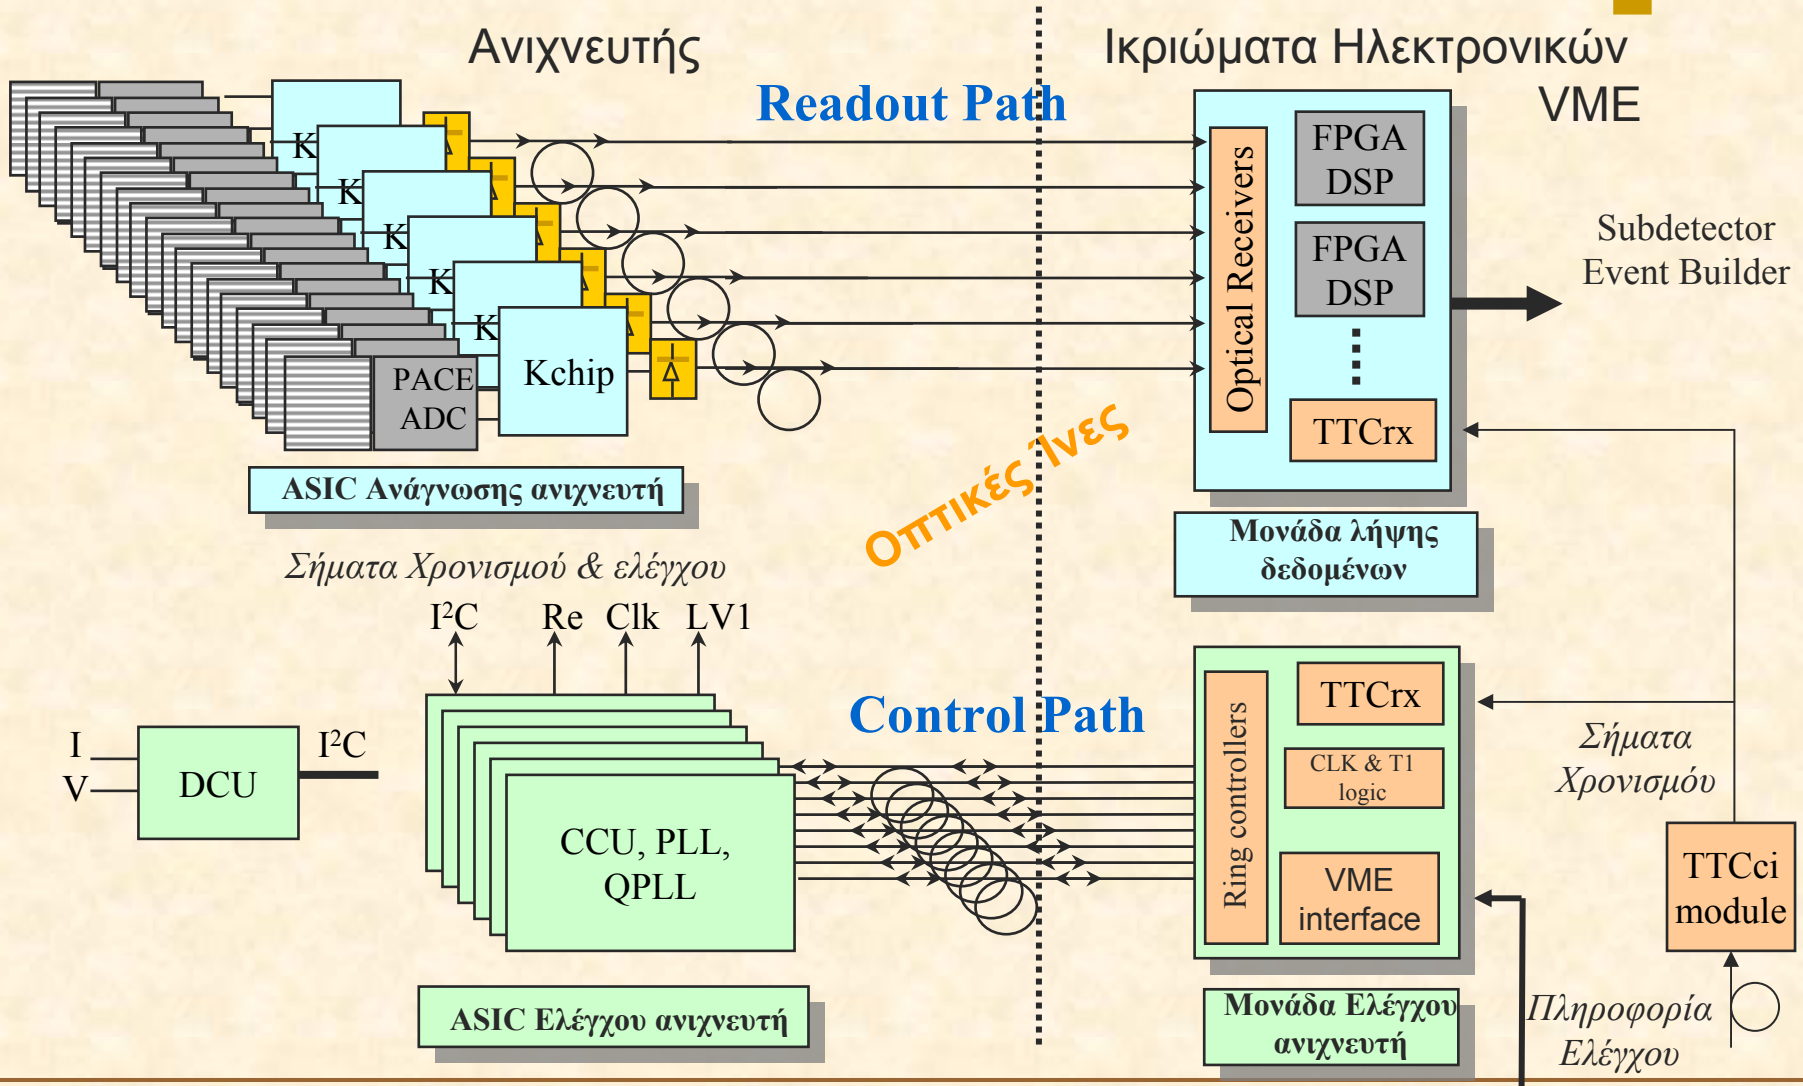 Ανιχνευτής
Ικριώματα Ηλεκτρονικών
VME
Readout Path
K
K
K
K
K
Kchip
PACE
ADC
Optical Receivers
FPGA
DSP
FPGA
DSP
TTCrx
Subdetector
Event Builder
Οπτικές Ίνες
ASIC Ανάγνωσης ανιχνευτή
Μονάδα λήψης
δεδομένων
Σήματα Χρονισμού & ελέγχου
I²C Re Clk LV1
Control Path
I
V
DCU
I²C
CCU, PLL,
QPLL
Ring controllers
TTCrx
CLK & T1
logic
VME
interface
Σήματα
Χρονισμού
TTCci
module
ASIC Ελέγχου ανιχνευτή
Μονάδα Ελέγχου
ανιχνευτή
Πληροφορία
Ελέγχου